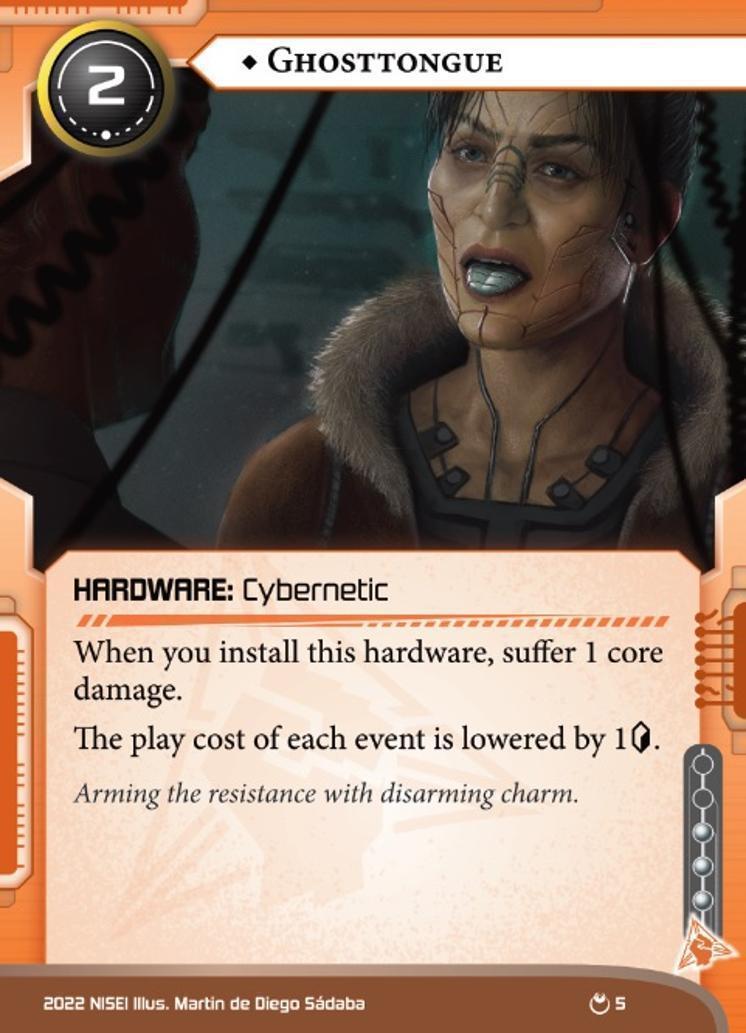 2
◆ GHOSTTONGUE
HARDWARE: Cybernetic
When you install this hardware, suffer 1 core
damage.
The play cost of each event is lowered by 1.
Arming the resistance with disarming charm.
2022 NISEI Illus. Martin de Diego Sádaba
5